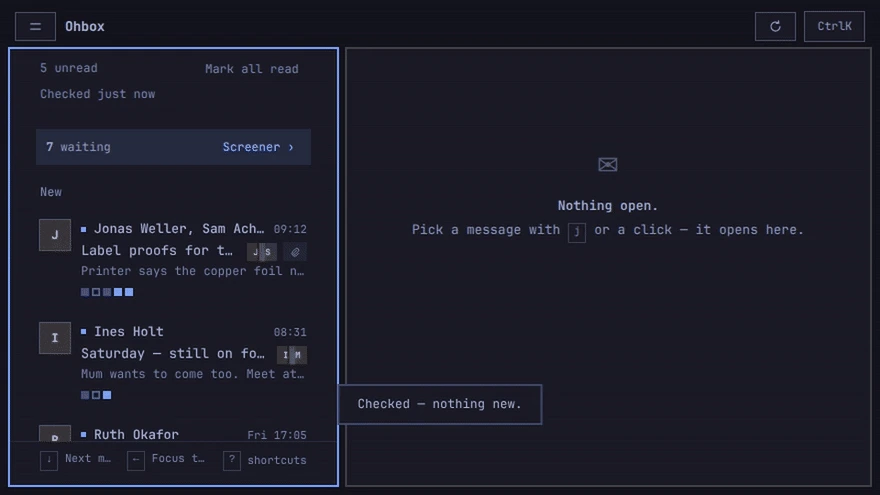 Ohbox
CtrlK
5 unread Mark all read
Checked just now
7 waiting Screener ›
New
J Jonas Weller, Sam Ach… 09:12
Label proofs for t… J S
Printer says the copper foil n…
I Ines Holt 08:31
Saturday — still on fo… I M
Mum wants to come too. Meet at…
R Ruth Okafor Fri 17:05
↓ Next m… ← Focus t… ? shortcuts
Nothing open.
Pick a message with j or a click — it opens here.
Checked — nothing new.